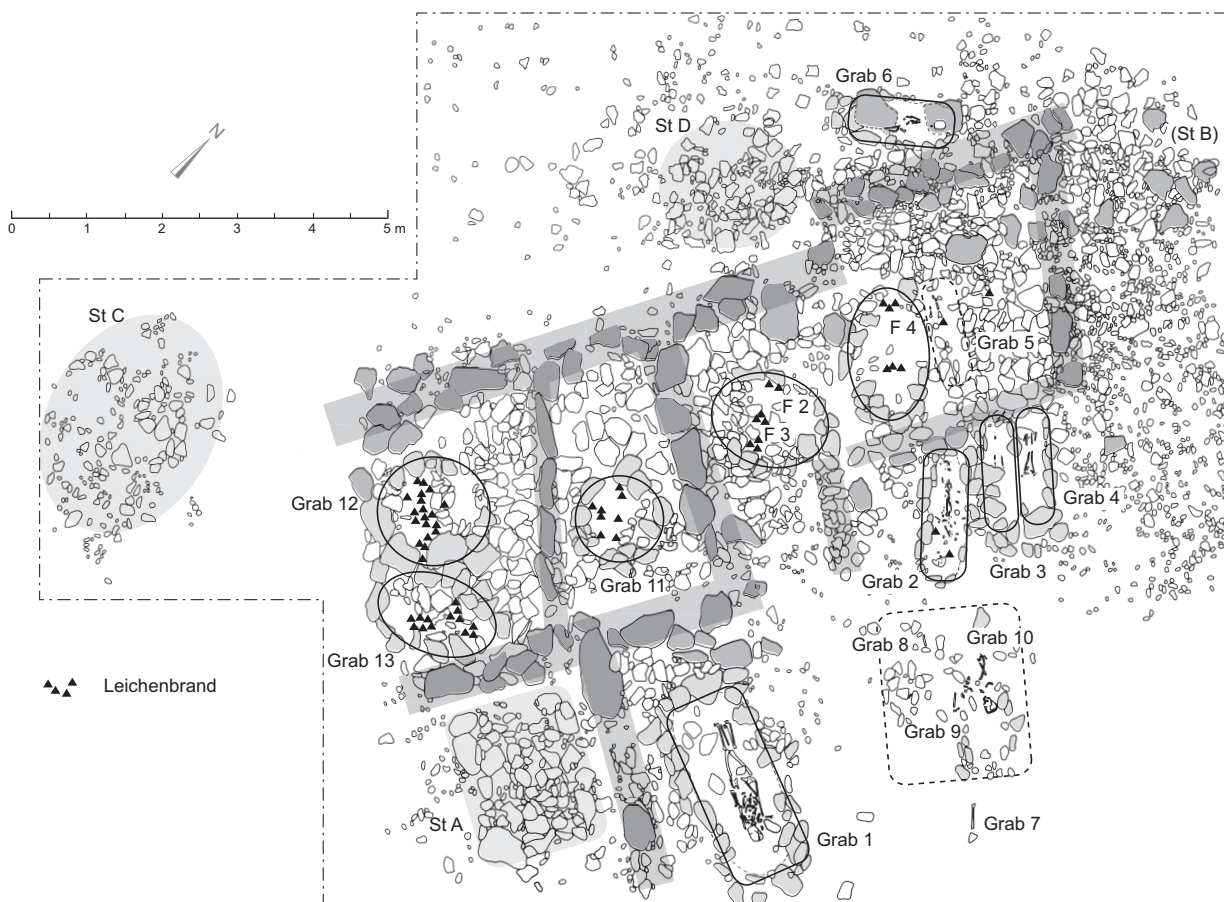 Grab 6
St D
(St B)
N
0 1 2 3 4 5 m
St C
F 4
Grab 5
F 2
F 3
Grab 12
Grab 4
Grab 11
Grab 2
Grab 3
Grab 13
Grab 8
Grab 10
Leichenbrand
Grab 9
St A
Grab 7
Grab 1